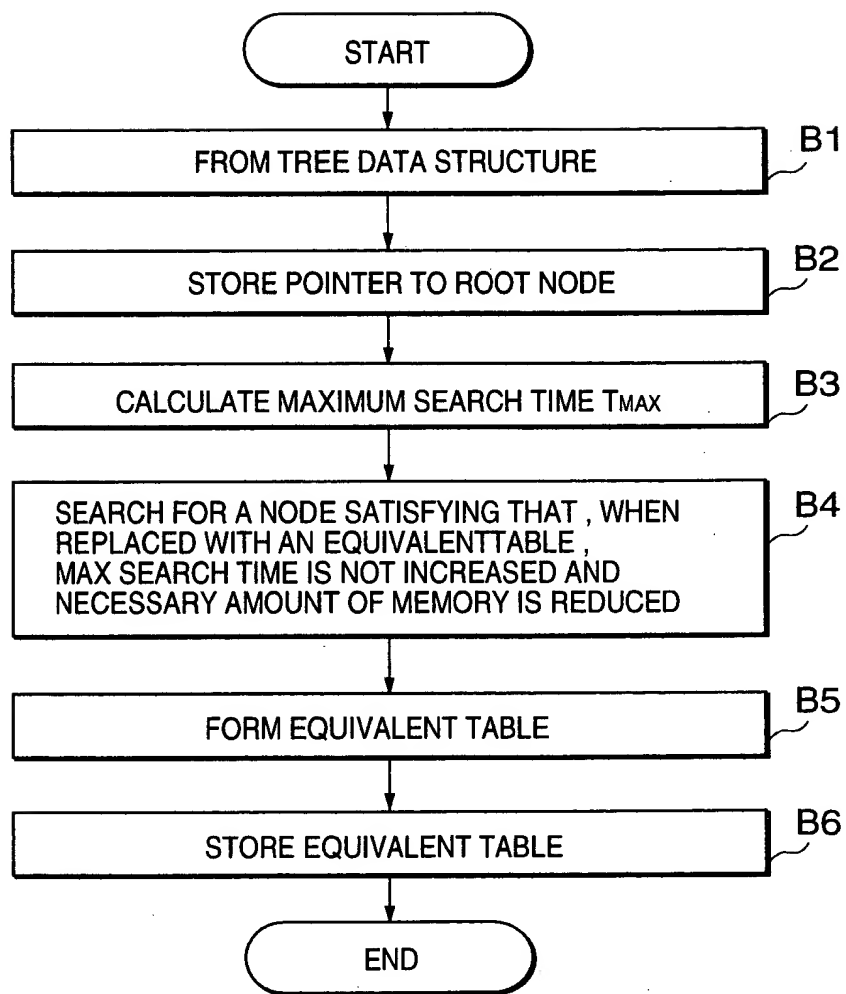 START
FROM TREE DATA STRUCTURE
B1
STORE POINTER TO ROOT NODE
B2
CALCULATE MAXIMUM SEARCH TIME TMAX
B3
SEARCH FOR A NODE SATISFYING THAT , WHEN
REPLACED WITH AN EQUIVALENTTABLE ,
MAX SEARCH TIME IS NOT INCREASED AND
NECESSARY AMOUNT OF MEMORY IS REDUCED
B4
FORM EQUIVALENT TABLE
B5
STORE EQUIVALENT TABLE
B6
END